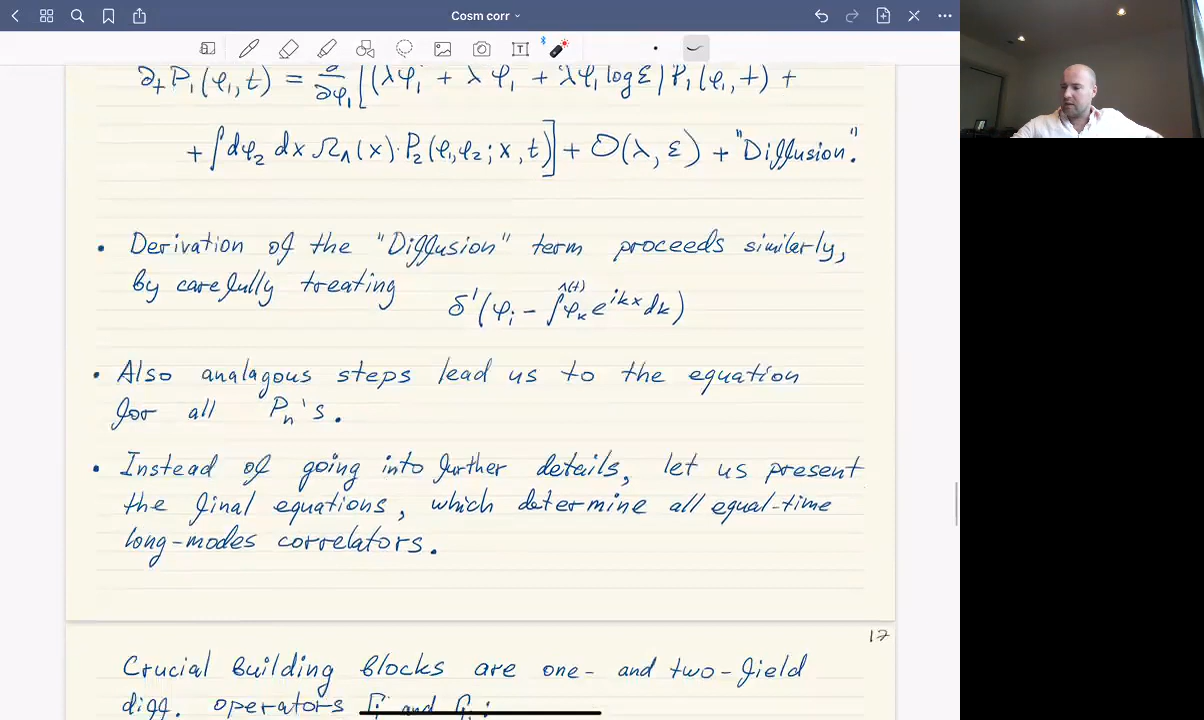 Cosm corr
∂ₜP₁(φ₁,t) = ∂/∂φ₁[(λφ₁ + λφ₁ + λφ₁ log ε) P₁(φ₁,t) +
+ ∫dφ₂ dx Ω_Λ(x)·P₂(φ₁,φ₂; x,t)] + O(λ,ε) + "Diffusion".
• Derivation of the "Diffusion" term proceeds similarly,
by carefully treating δ'(φᵢ - ∫^Λ(t) φₖ e^{ikx} dk)
• Also analagous steps lead us to the equation
for all Pₙ's.
• Instead of going into further details, let us present
the final equations, which determine all equal-time
long-modes correlators.
17
Crucial building blocks are one- and two-field
diff. operators Γᵢ and